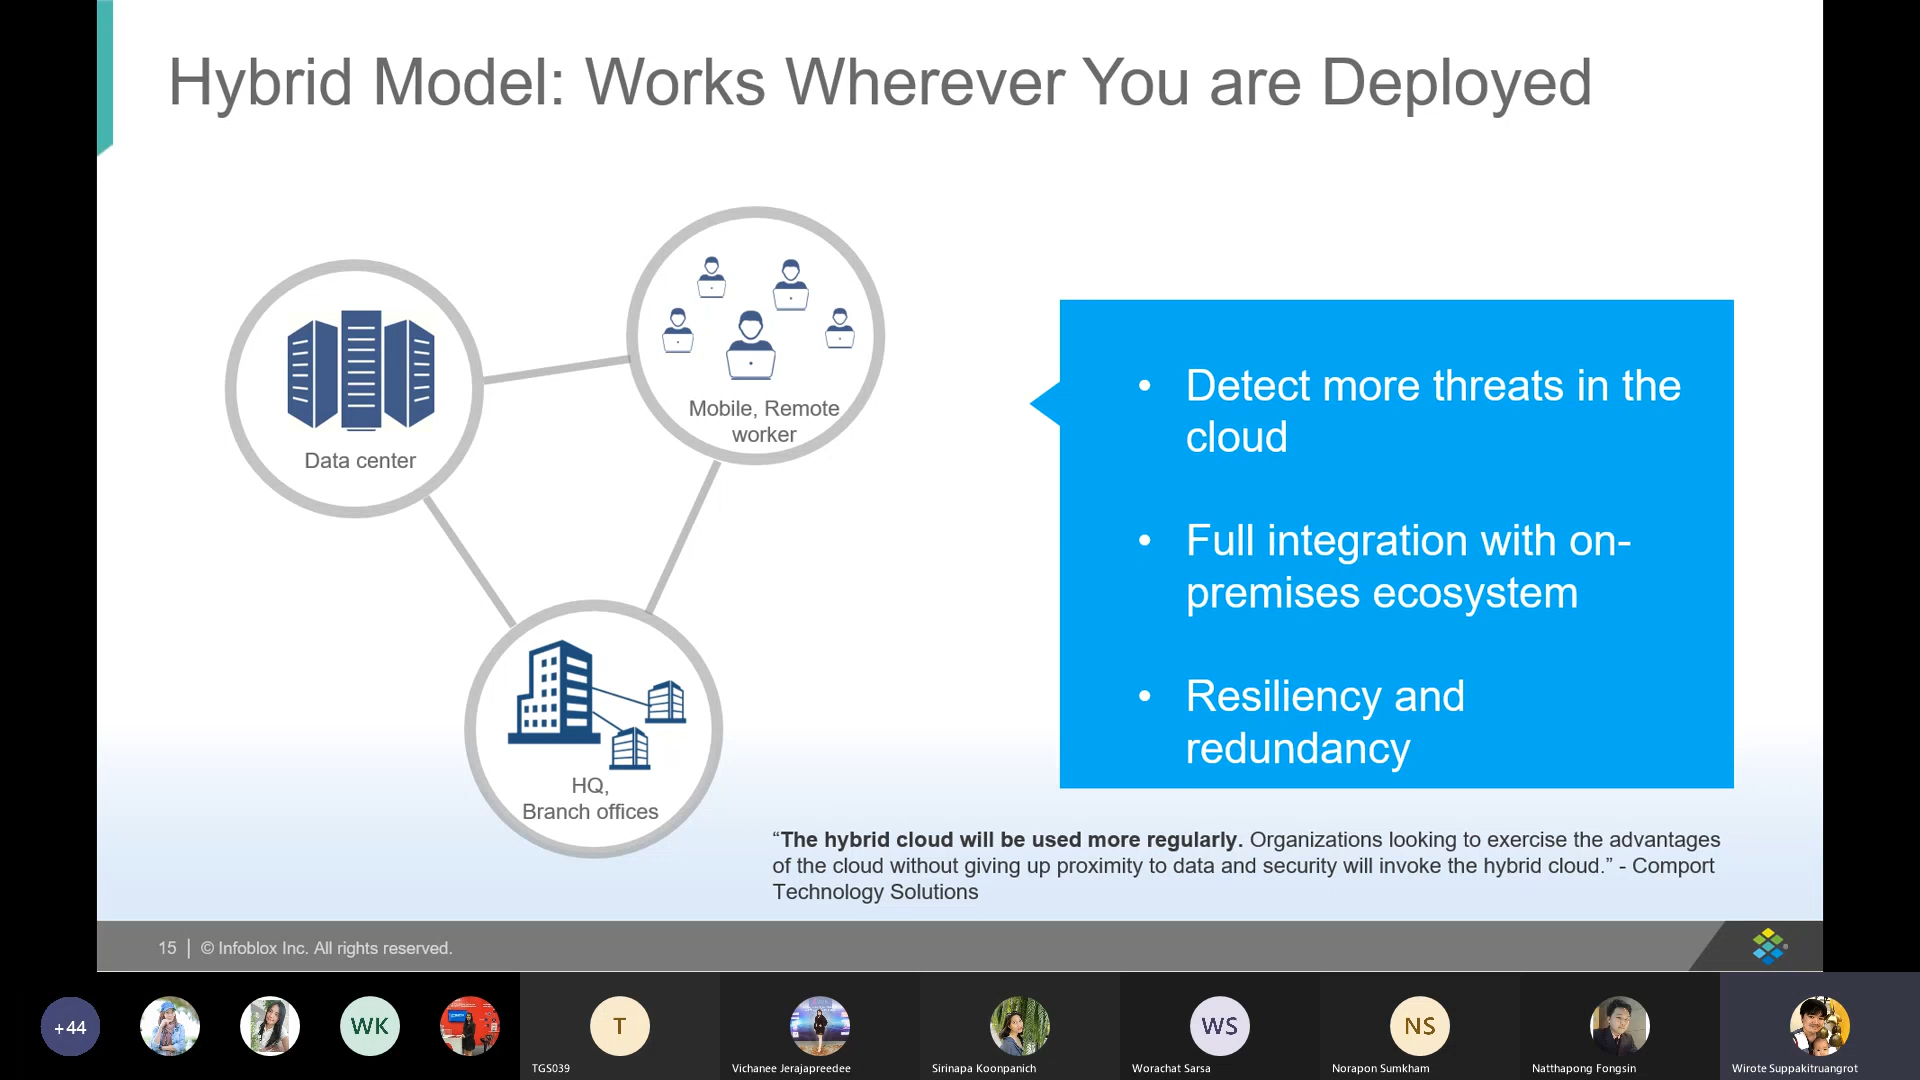 Hybrid Model: Works Wherever You are Deployed
Data center
Mobile, Remote
worker
HQ,
Branch offices
• Detect more threats in the
cloud
• Full integration with on-
premises ecosystem
• Resiliency and
redundancy
“The hybrid cloud will be used more regularly. Organizations looking to exercise the advantages
of the cloud without giving up proximity to data and security will invoke the hybrid cloud.” - Comport
Technology Solutions
15 | © Infoblox Inc. All rights reserved.
+44
WK
T
WS
NS
TGS039
Vichanee Jerajapreedee
Sirinapa Koonpanich
Worachat Sarsa
Norapon Sumkham
Natthapong Fongsin
Wirote Suppakitruangrot